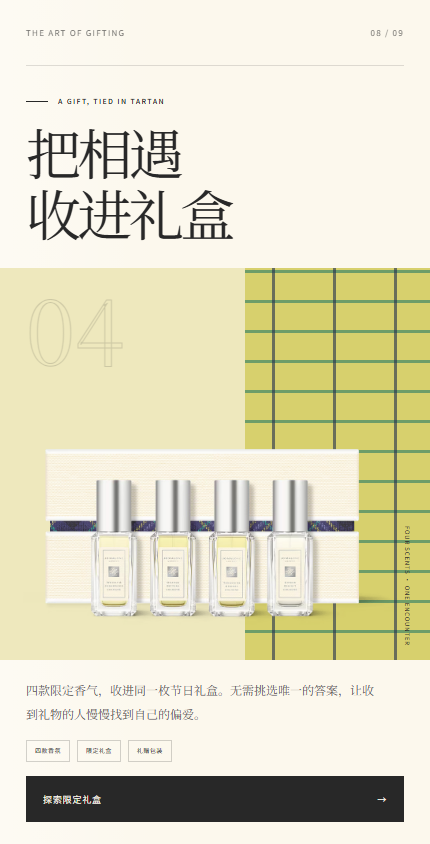 THE ART OF GIFTING
08 / 09
A GIFT, TIED IN TARTAN
把相遇
收进礼盒
04
FOUR SCENTS · ONE ENCOUNTER
四款限定香气，收进同一枚节日礼盒。无需挑选唯一的答案，让收
到礼物的人慢慢找到自己的偏爱。
四款香氛
限定礼盒
礼赠包装
探索限定礼盒 →